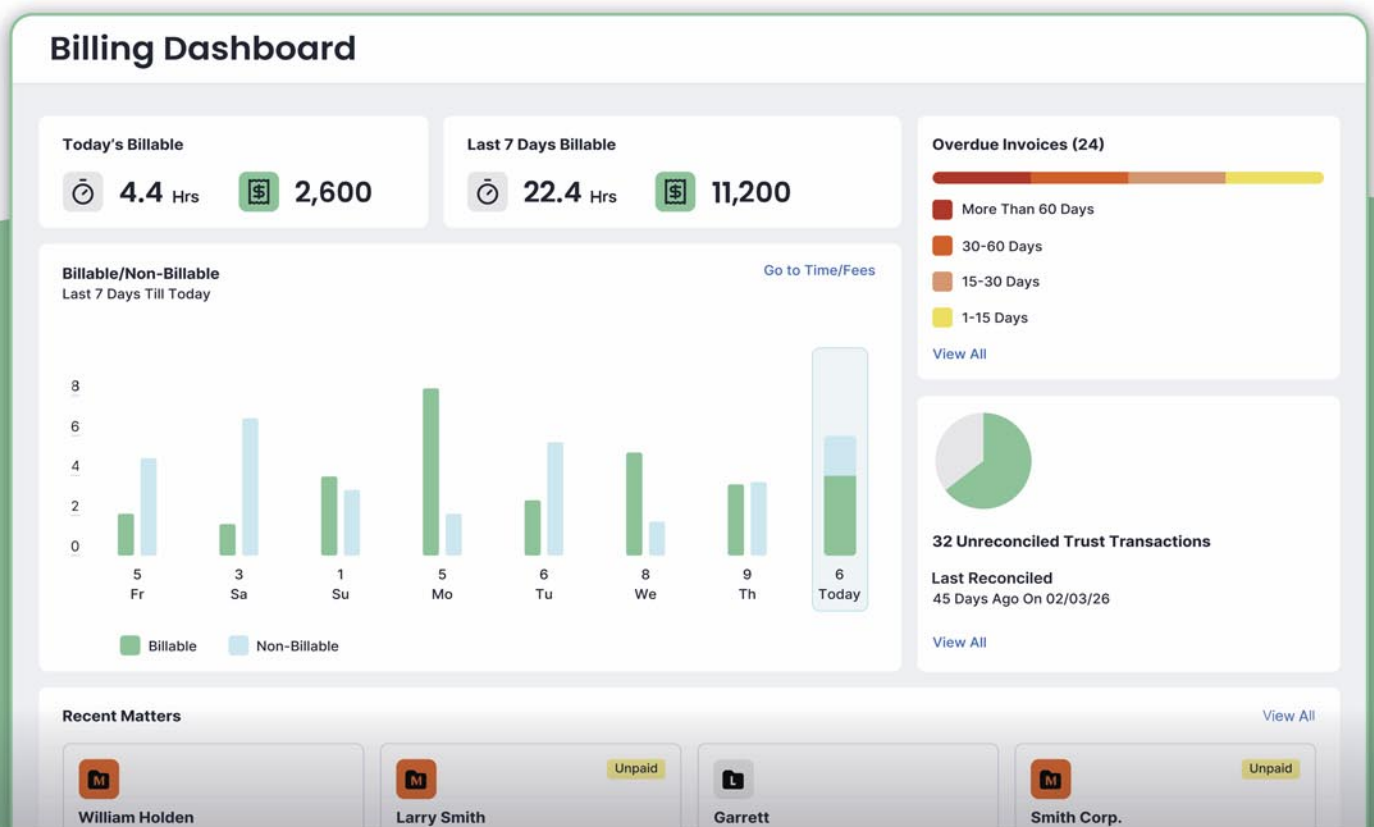 Billing Dashboard
Today's Billable
4.4 Hrs
2,600
Last 7 Days Billable
22.4 Hrs
11,200
Overdue Invoices (24)
More Than 60 Days
30-60 Days
15-30 Days
1-15 Days
View All
Billable/Non-Billable
Go to Time/Fees
Last 7 Days Till Today
8
6
4
2
0
5 3 1 5 6 8 9 6
Fr Sa Su Mo Tu We Th Today
Billable Non-Billable
32 Unreconciled Trust Transactions
Last Reconciled
45 Days Ago On 02/03/26
View All
Recent Matters
View All
M
William Holden
M
Unpaid
Larry Smith
L
Garrett
M
Unpaid
Smith Corp.